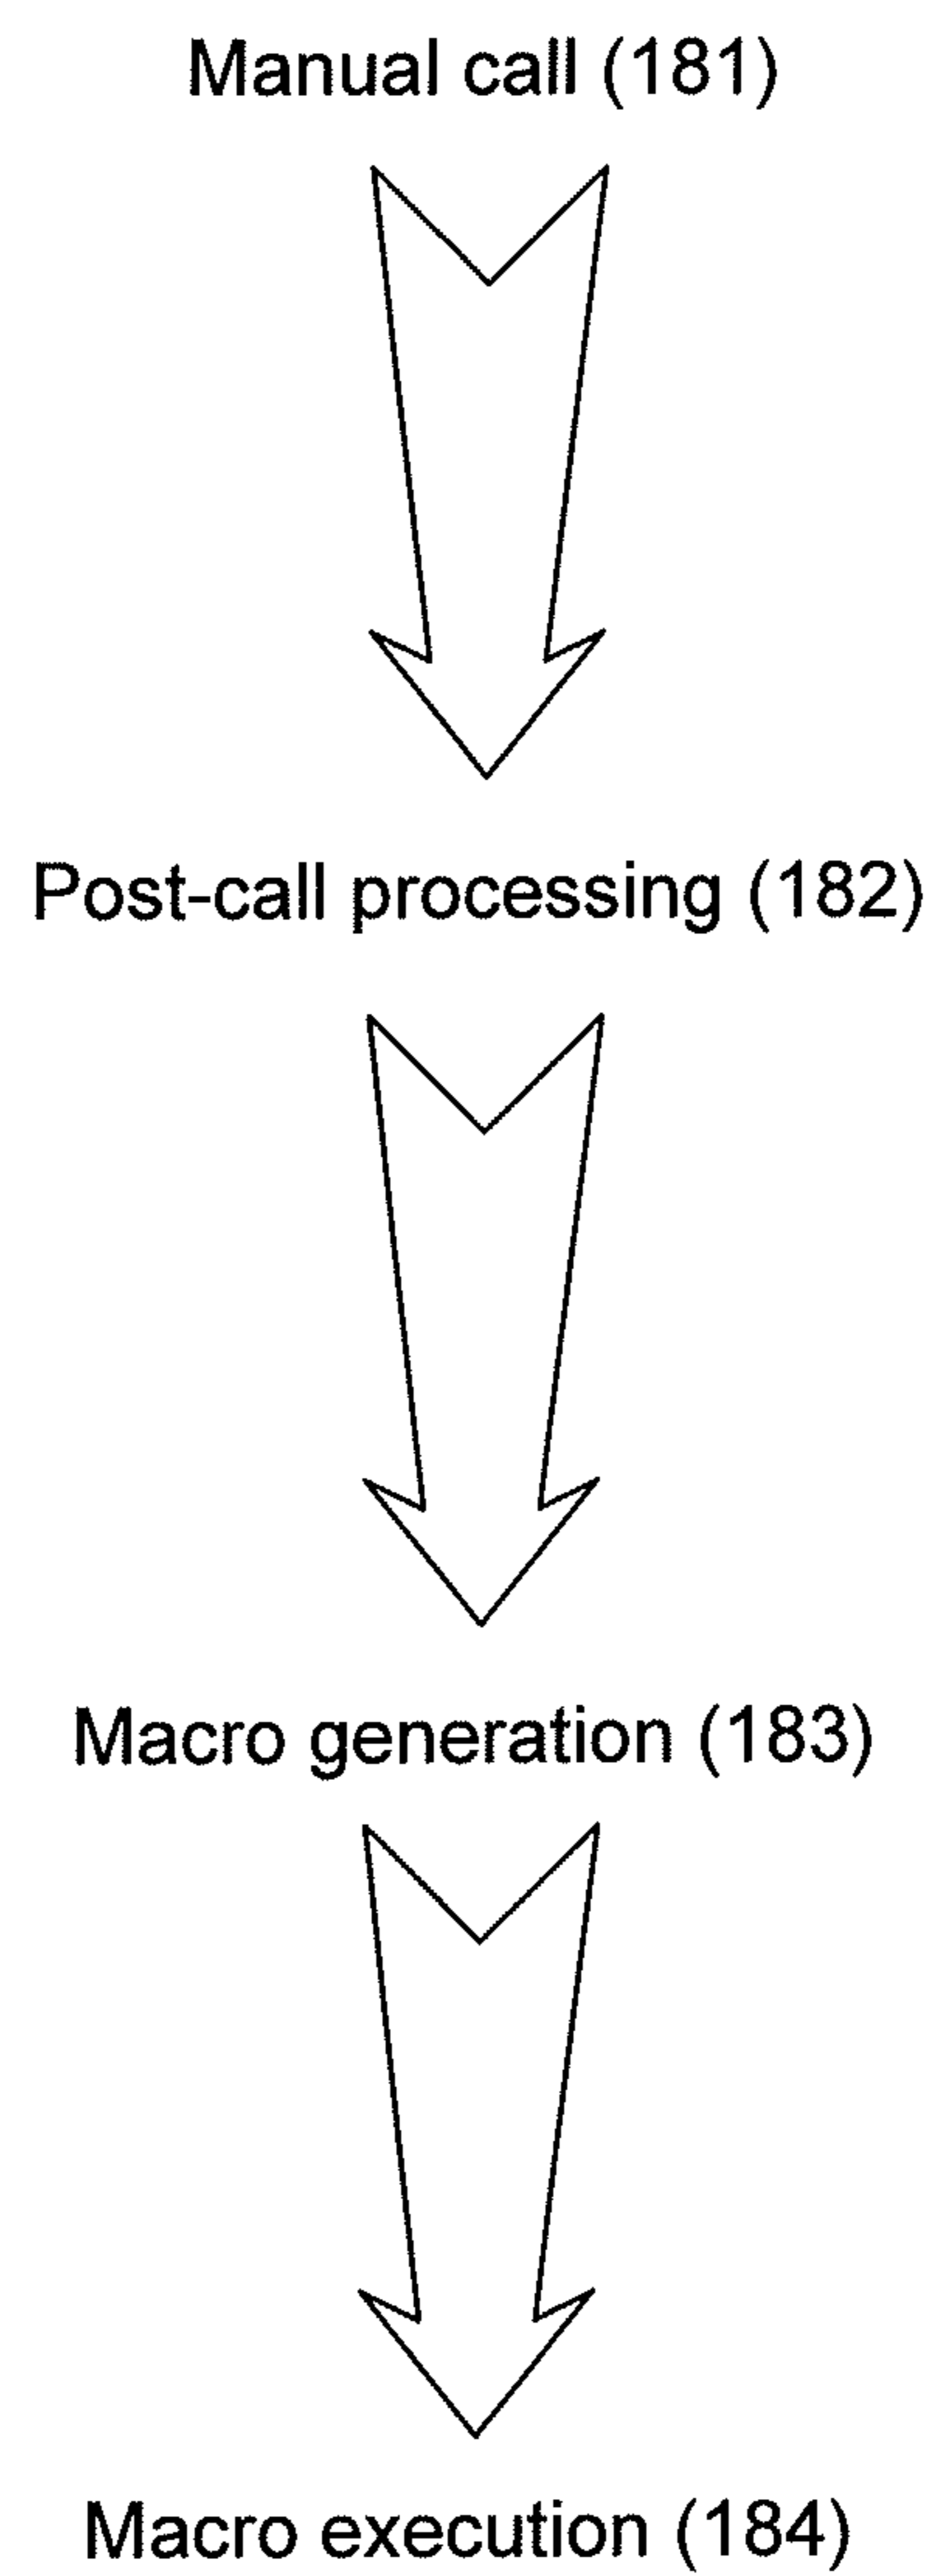 Manual call (181)
Post-call processing (182)
Macro generation (183)
Macro execution (184)